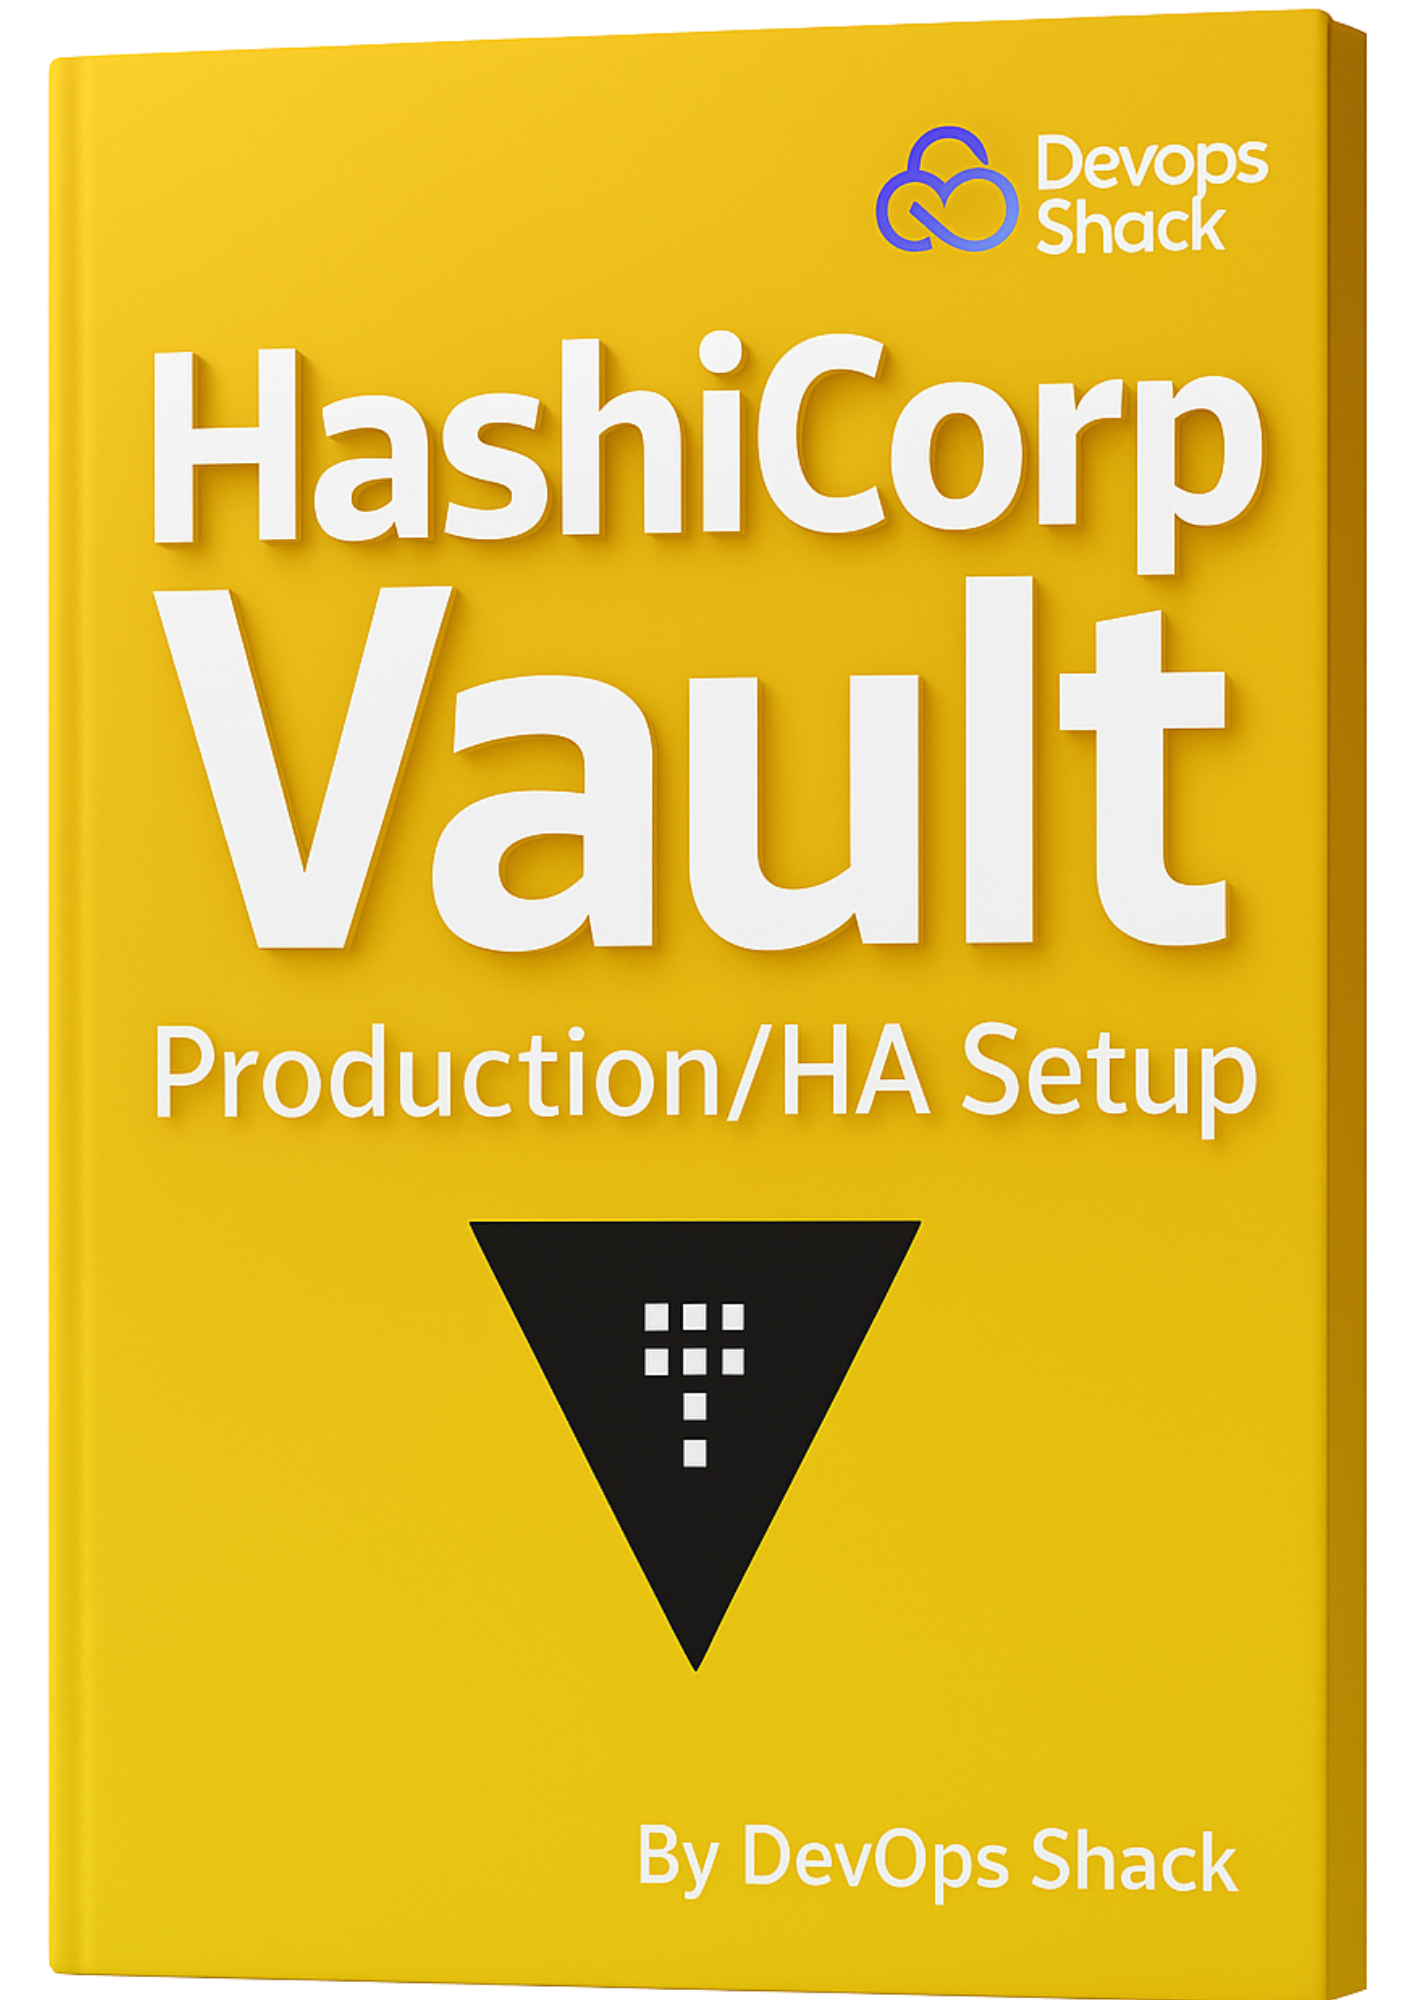 Devops
Shack
HashiCorp
Vault
Production/HA Setup
By DevOps Shack